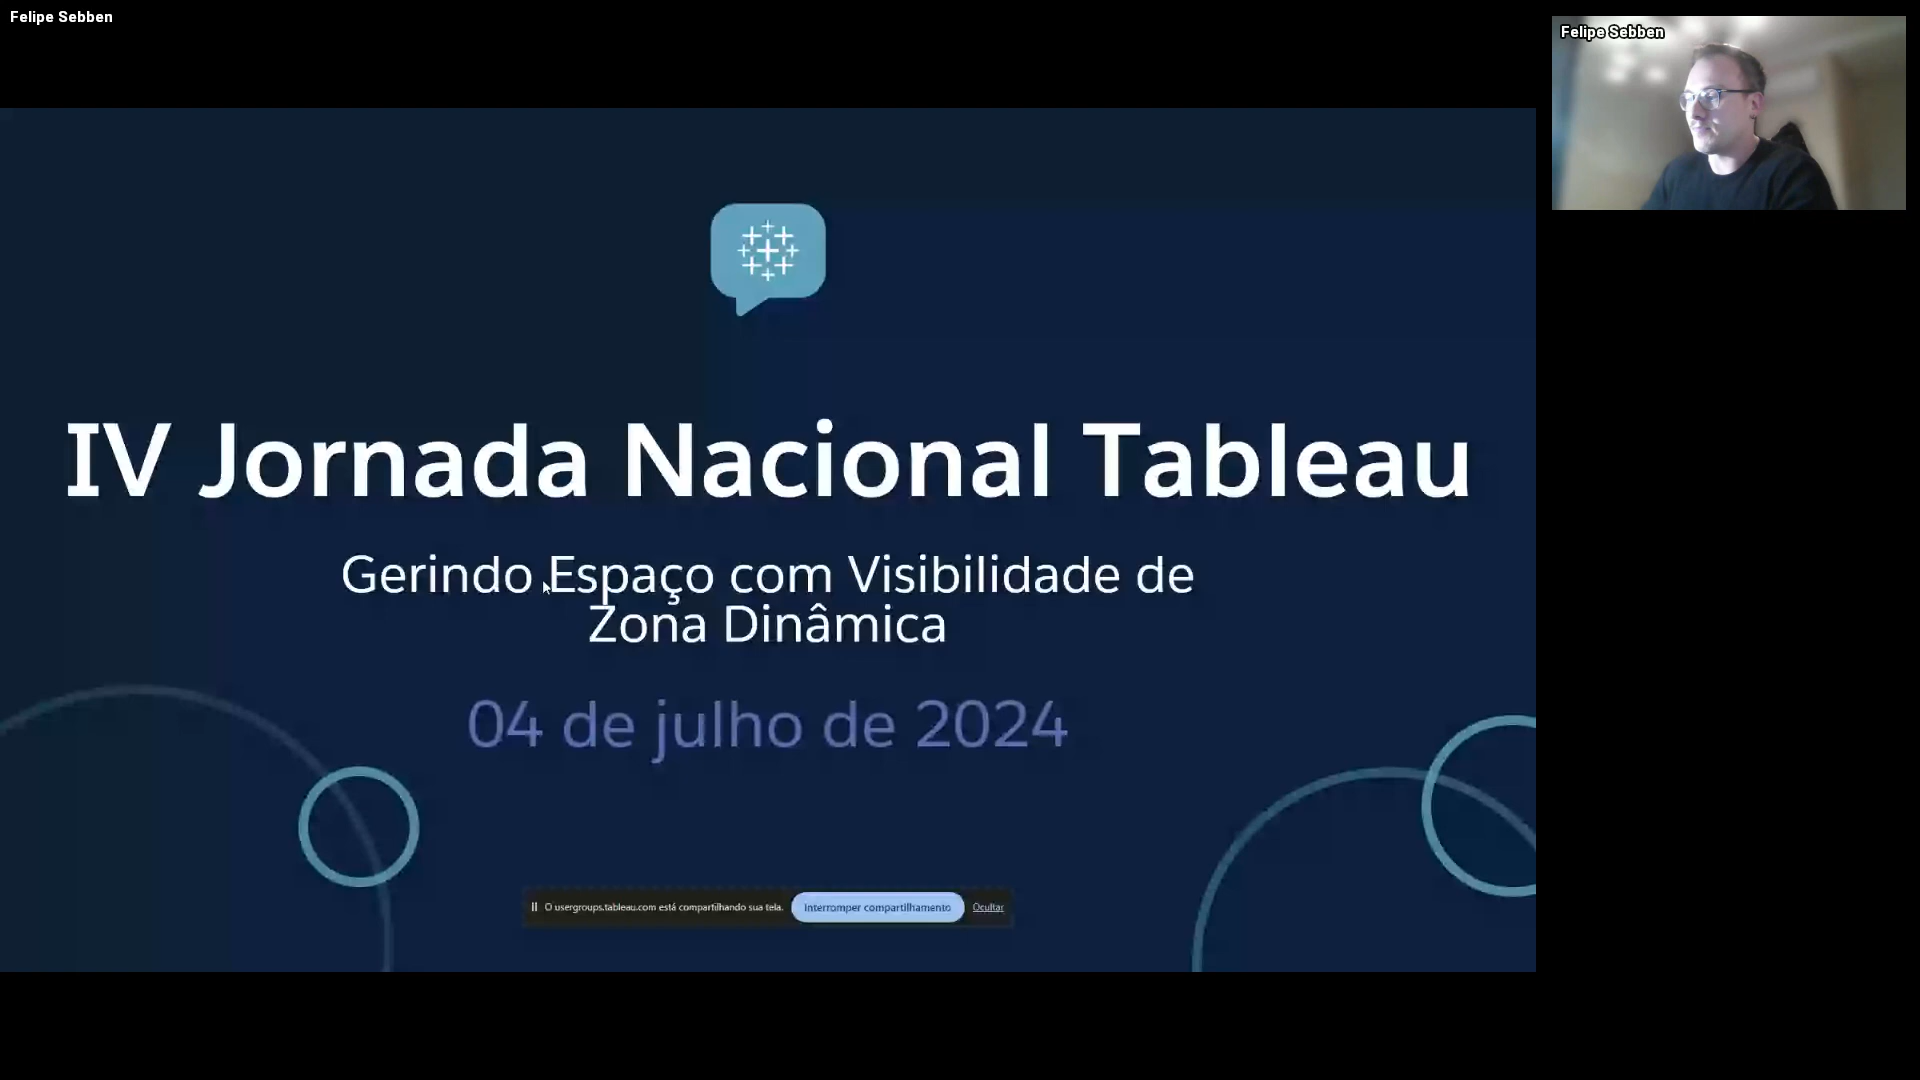 Felipe Sebben
Felipe Sebben
IV Jornada Nacional Tableau
Gerindo Espaço com Visibilidade de
Zona Dinâmica
04 de julho de 2024
O usergroups.tableau.com está compartilhando sua tela. Interromper compartilhamento Ocultar